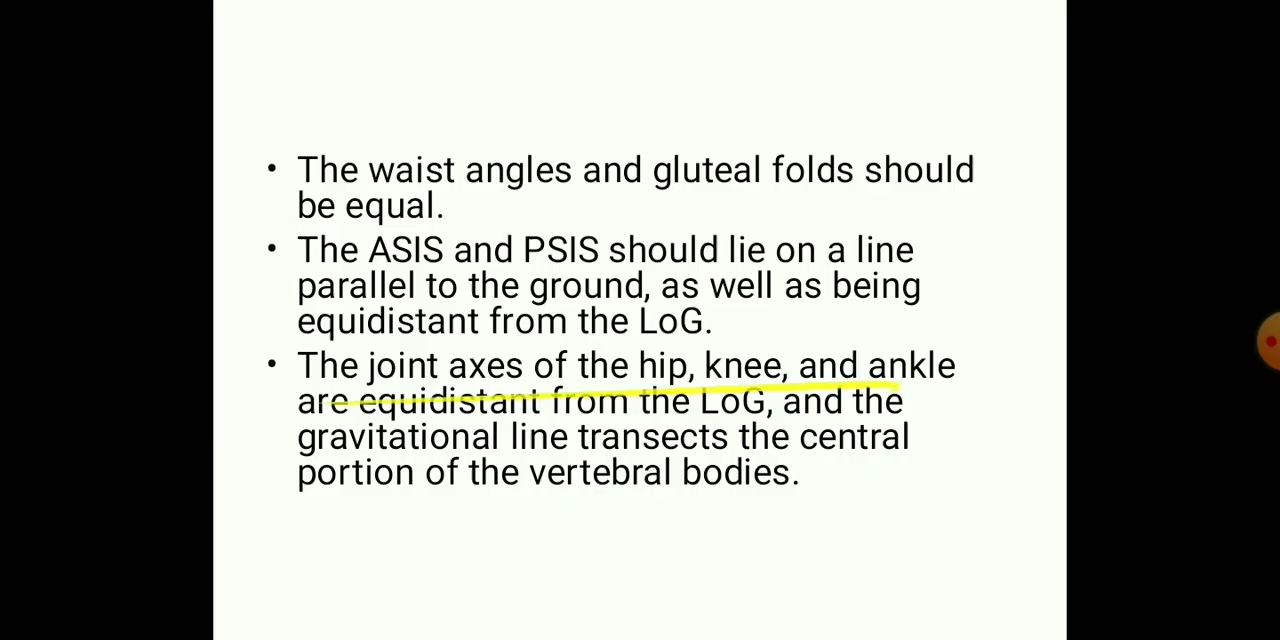 • The waist angles and gluteal folds should
be equal.
• The ASIS and PSIS should lie on a line
parallel to the ground, as well as being
equidistant from the LoG.
• The joint axes of the hip, knee, and ankle
are equidistant from the LoG, and the
gravitational line transects the central
portion of the vertebral bodies.